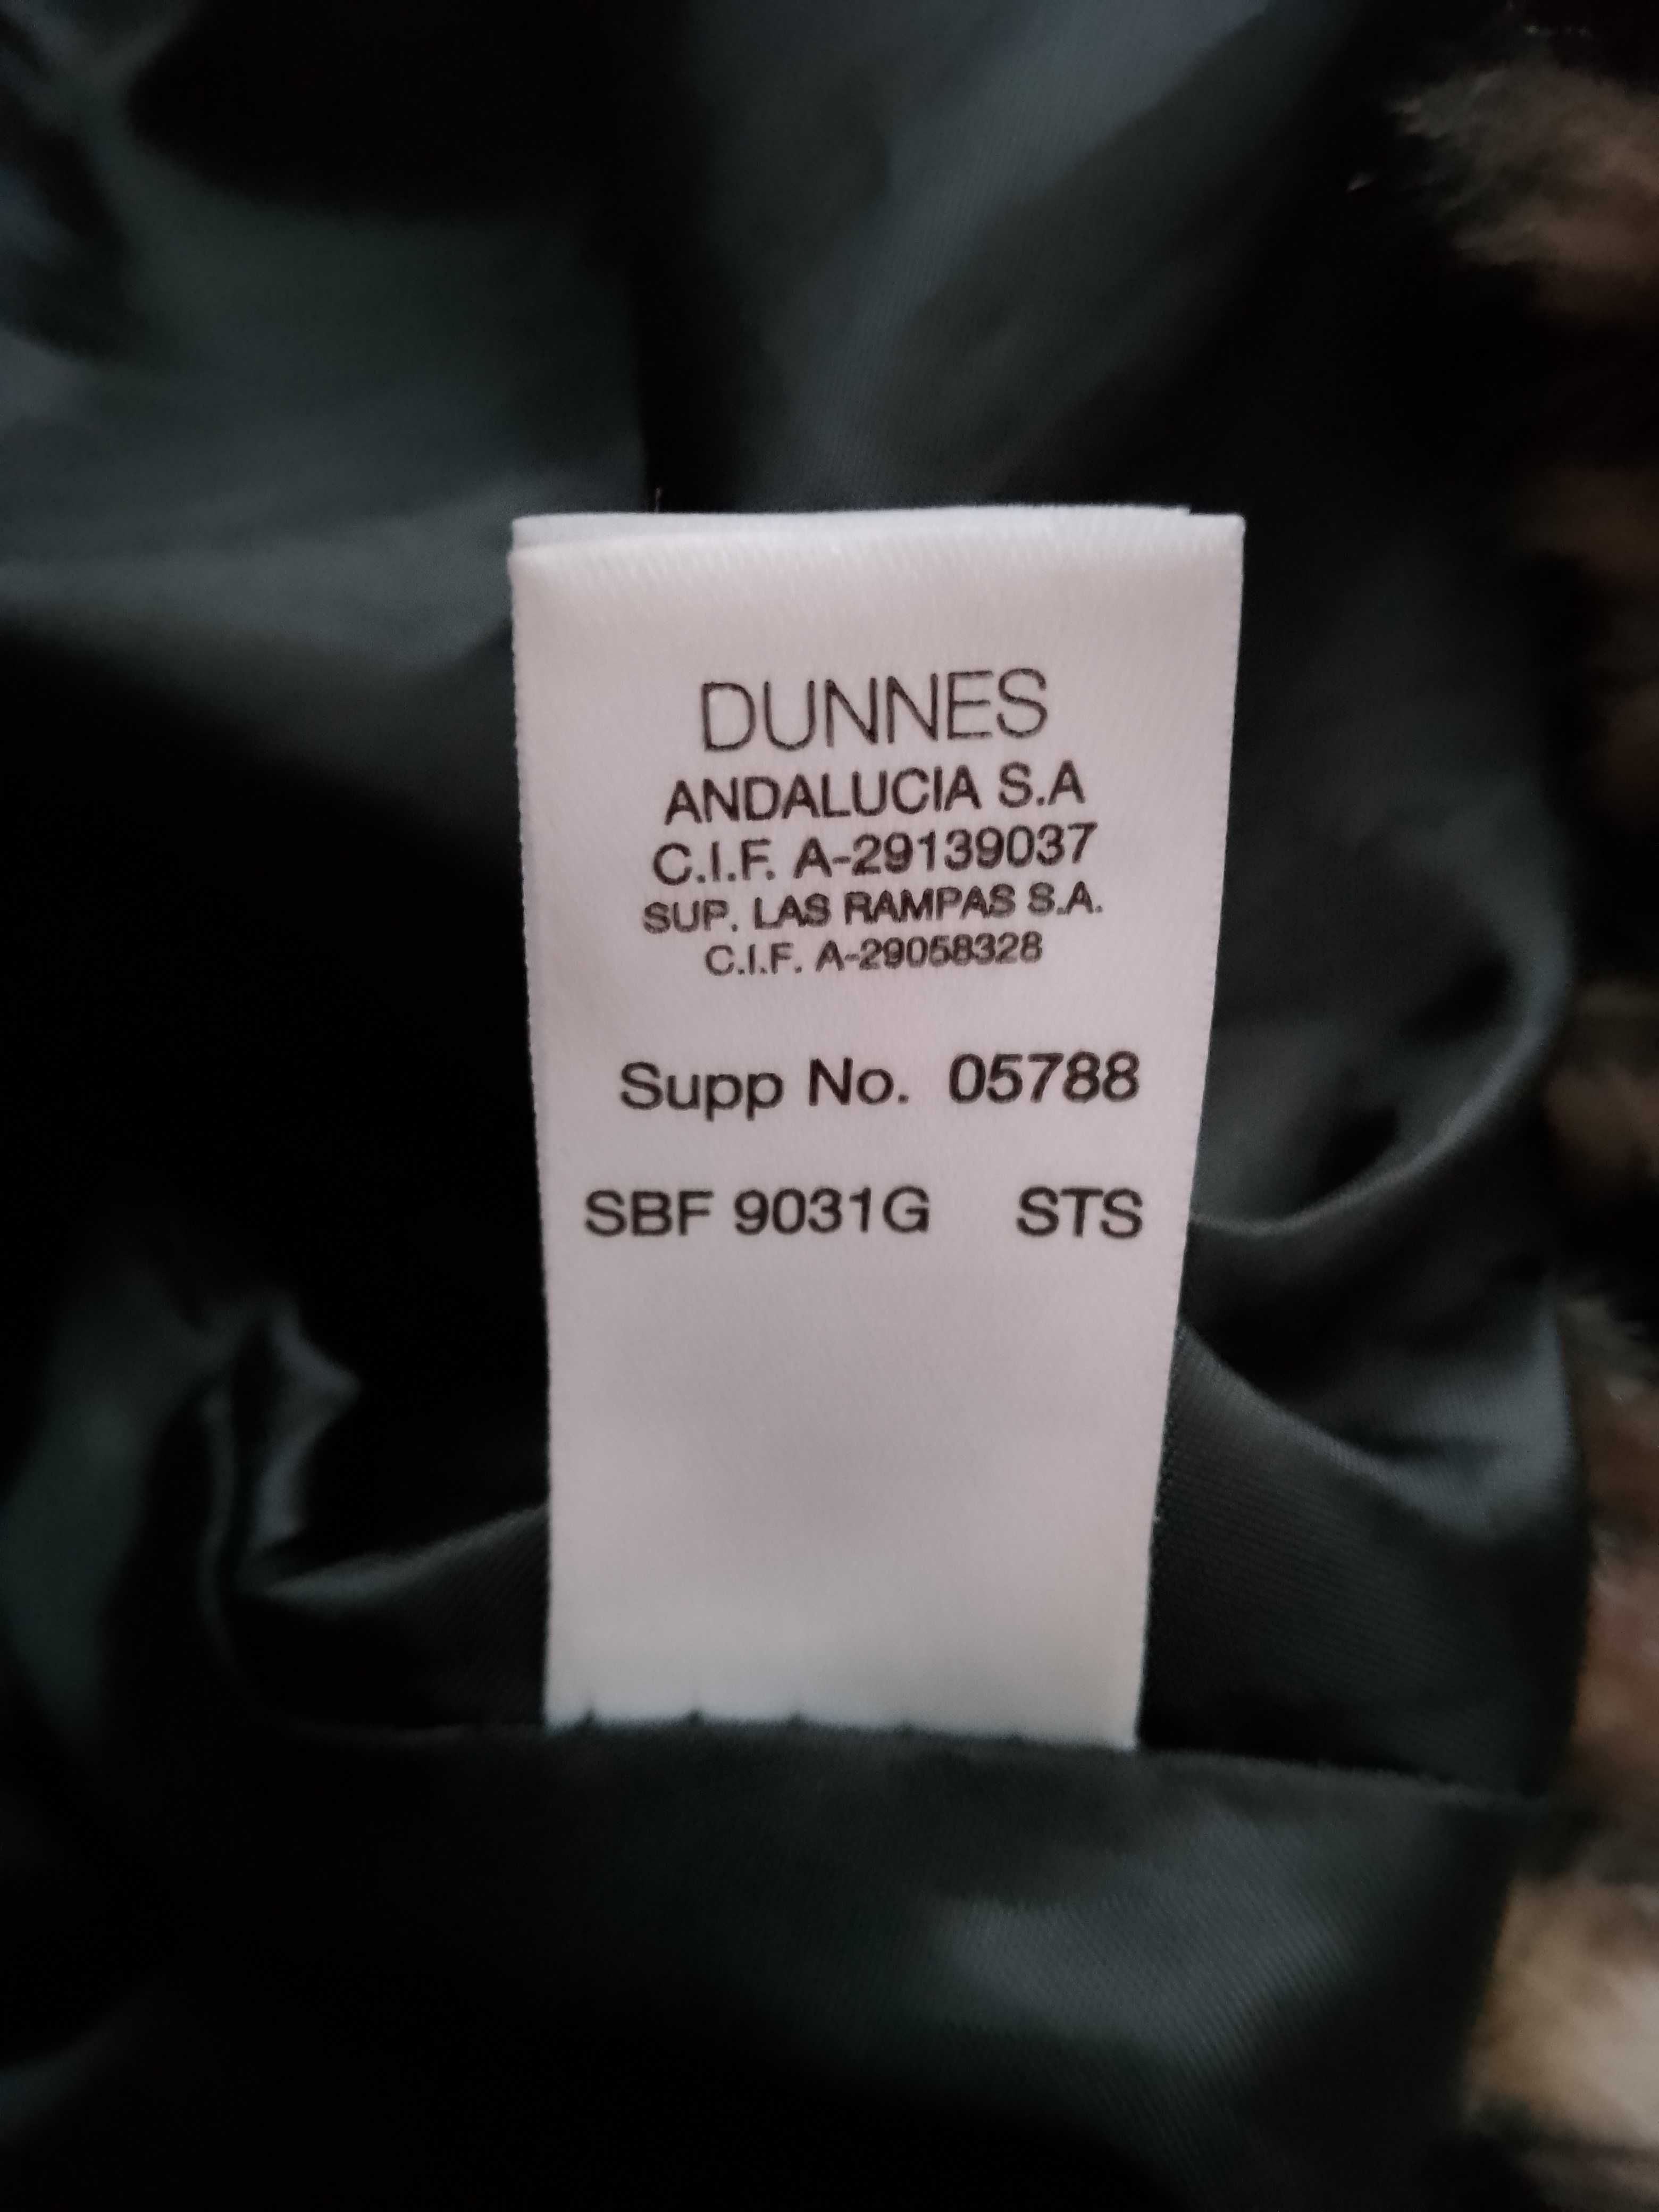 DUNNES
ANDALUCIA S.A
C.I.F. A-29139037
SUP. LAS RAMPAS S.A.
C.I.F. A-29058328
Supp No. 05788
SBF 9031G STS